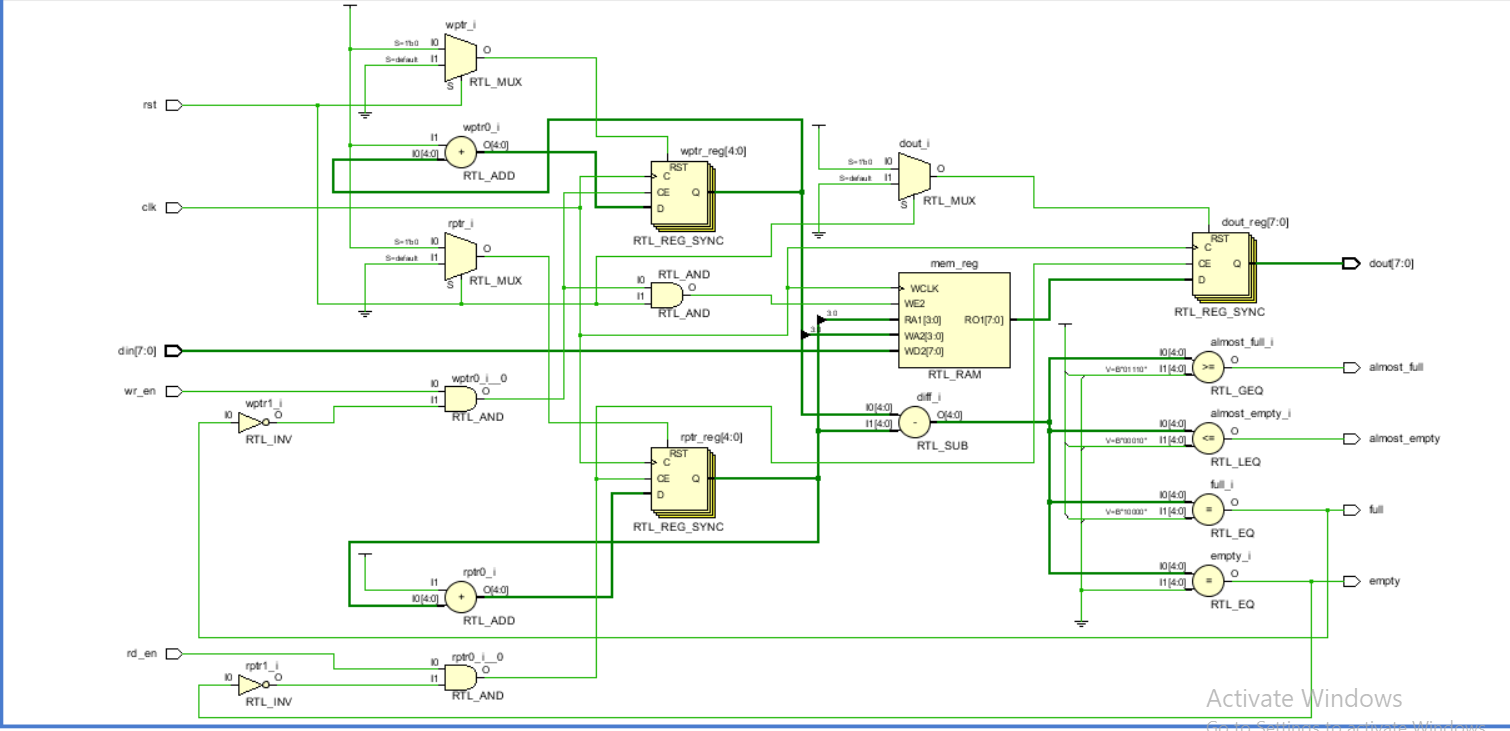 wptr_i
S=1'b0 I0
S=default I1
O
S
RTL_MUX
rst
wptr0_i
I1
I0[4:0]
+
O[4:0]
RTL_ADD
wptr_reg[4:0]
RST
C
CE
Q
D
RTL_REG_SYNC
dout_i
S=1'b0 I0
S=default I1
O
S
RTL_MUX
clk
rptr_i
S=1'b0 I0
S=default I1
O
S
RTL_MUX
dout_reg[7:0]
RST
C
CE
Q
D
RTL_REG_SYNC
dout[7:0]
RTL_AND
I0
I1
O
RTL_AND
mem_reg
WCLK
WE2
RA1[3:0]
RO1[7:0]
WA2[3:0]
WD2[7:0]
RTL_RAM
3:0
din[7:0]
almost_full_i
I0[4:0]
V=B"01110" I1[4:0]
>=
O
RTL_GEQ
almost_full
wr_en
wptr0_i__0
I0
I1
O
RTL_AND
wptr1_i
I0
O
RTL_INV
diff_i
I0[4:0]
I1[4:0]
-
O[4:0]
RTL_SUB
almost_empty_i
I0[4:0]
V=B"00010" I1[4:0]
<=
O
RTL_LEQ
almost_empty
rptr_reg[4:0]
RST
C
CE
Q
D
RTL_REG_SYNC
full_i
I0[4:0]
V=B"10000" I1[4:0]
=
O
RTL_EQ
full
empty_i
I0[4:0]
I1[4:0]
=
O
RTL_EQ
empty
rptr0_i
I1
I0[4:0]
+
O[4:0]
RTL_ADD
rd_en
rptr0_i__0
I0
I1
O
RTL_AND
rptr1_i
I0
O
RTL_INV
Activate Windows
Go to Settings to activate Windows.